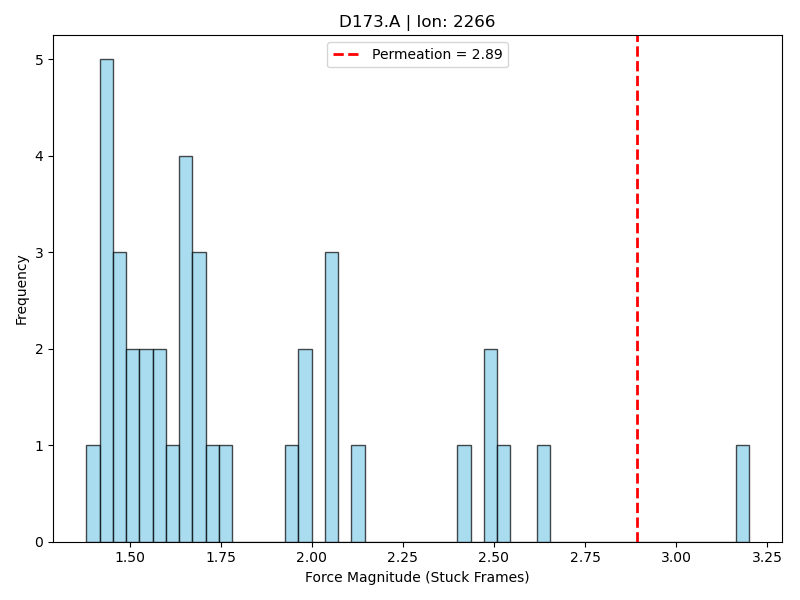 D173.A | Ion: 2266
Permeation = 2.89
Frequency
5
4
3
2
1
0
1.50 1.75 2.00 2.25 2.50 2.75 3.00 3.25
Force Magnitude (Stuck Frames)